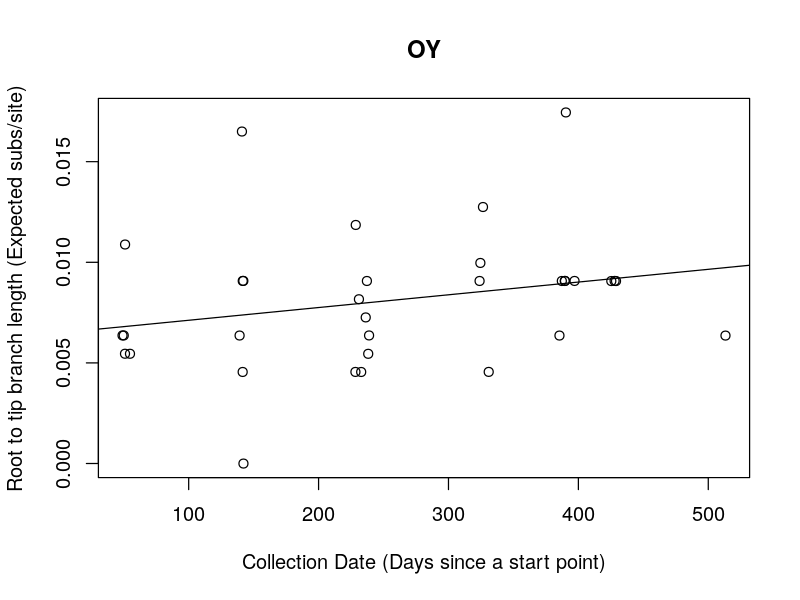 OY
Root to tip branch length (Expected subs/site)
0.015
0.010
0.005
0.000
100 200 300 400 500
Collection Date (Days since a start point)